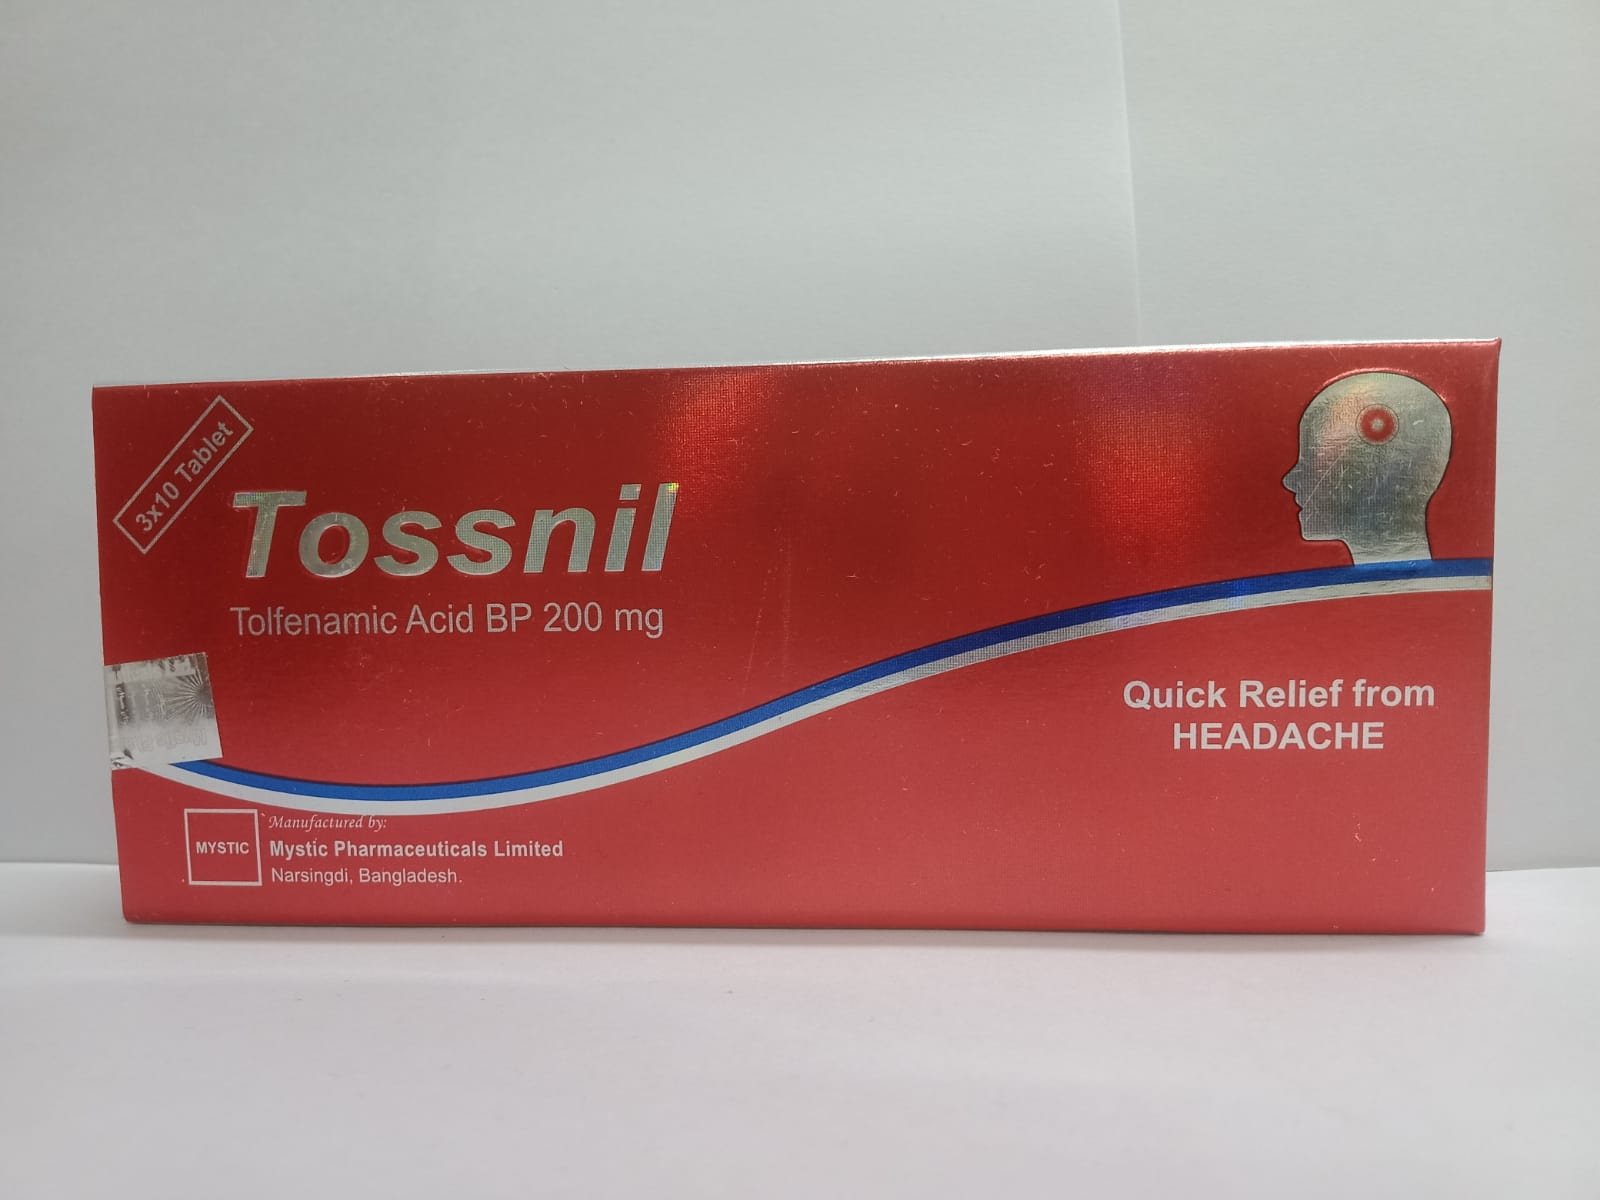 3x10 Tablet
Tossnil
Tolfenamic Acid BP 200 mg
Quick Relief from
HEADACHE
MYSTIC
Manufactured by:
Mystic Pharmaceuticals Limited
Narsingdi, Bangladesh.